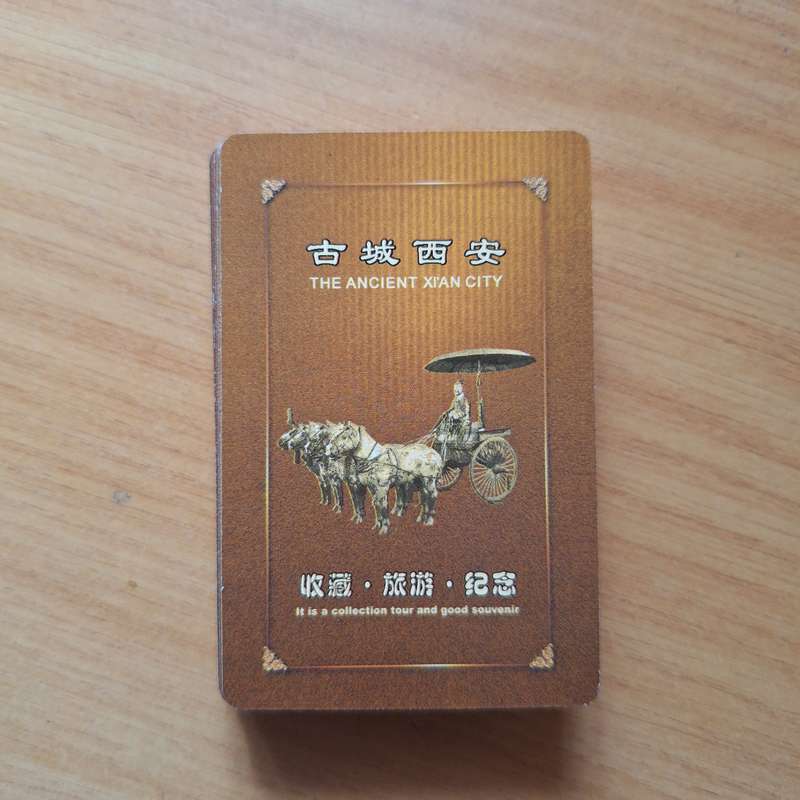 古城西安
THE ANCIENT XI'AN CITY
收藏·旅游·纪念
It is a collection tour and good souvenir